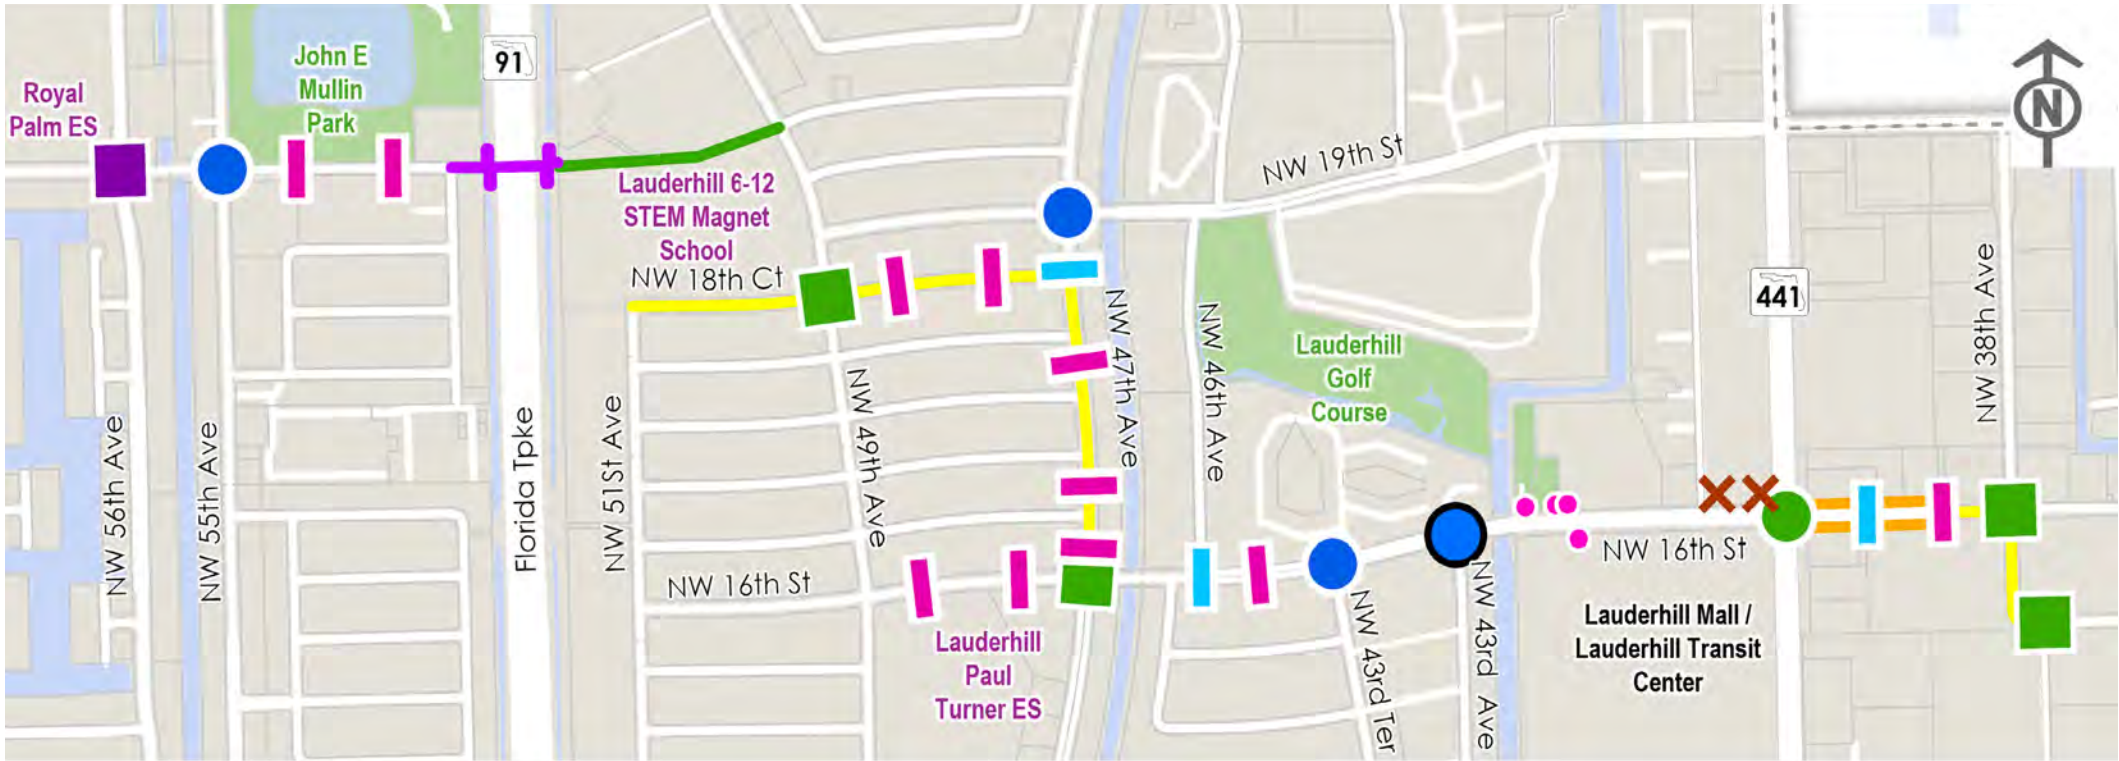 John E
Mullin
Park
91
Royal
Palm ES
N
NW 19th St
Lauderhill 6-12
STEM Magnet
School
NW 18th Ct
441
NW 38th Ave
NW 47th Ave
NW 46th Ave
Lauderhill
Golf
Course
NW 56th Ave
NW 55th Ave
Florida Tpke
NW 51St Ave
NW 49th Ave
NW 16th St
NW 16th St
Lauderhill
Paul
Turner ES
NW 43rd Ter
NW 43rd Ave
Lauderhill Mall /
Lauderhill Transit
Center